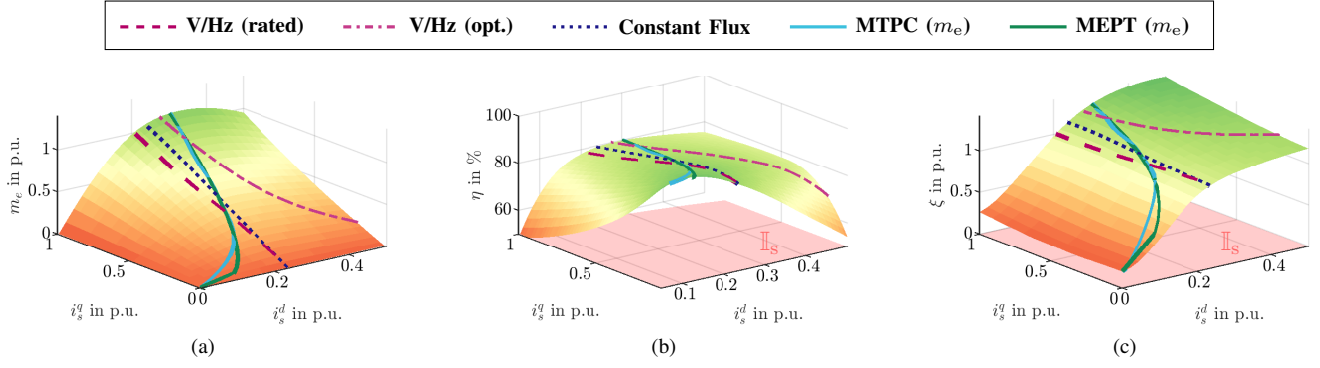 V/Hz (rated) V/Hz (opt.) Constant Flux MTPC (mₑ) MEPT (mₑ)
mₑ in p.u.
1
0.5
0
1
0.5
0
0
0.2
0.4
i_s^q in p.u.
i_s^d in p.u.
(a)
η in %
100
80
60
1
0.5
0.1
0.2
0.3
0.4
𝕀ₛ
i_s^q in p.u.
i_s^d in p.u.
(b)
ξ in p.u.
1
0.5
0
1
0.5
0
0
0.2
0.4
𝕀ₛ
i_s^q in p.u.
i_s^d in p.u.
(c)